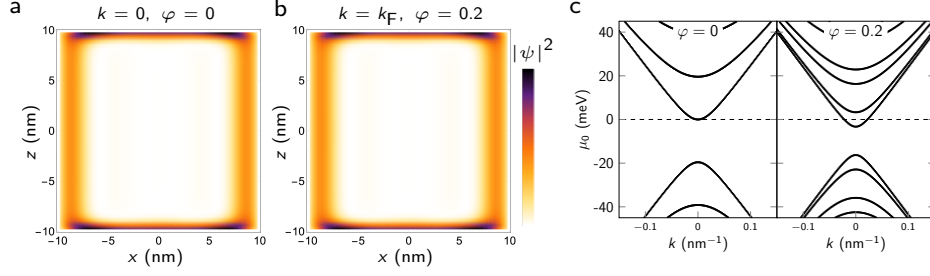 a
k = 0, φ = 0
10
5
0
−5
−10
z (nm)
−10
−5
0
5
10
x (nm)
b
k = kF, φ = 0.2
10
5
0
−5
−10
z (nm)
−10
−5
0
5
10
x (nm)
|ψ|²
c
φ = 0
φ = 0.2
40
20
0
-20
-40
μ0 (meV)
−0.1
0
0.1
k (nm⁻¹)
−0.1
0
0.1
k (nm⁻¹)